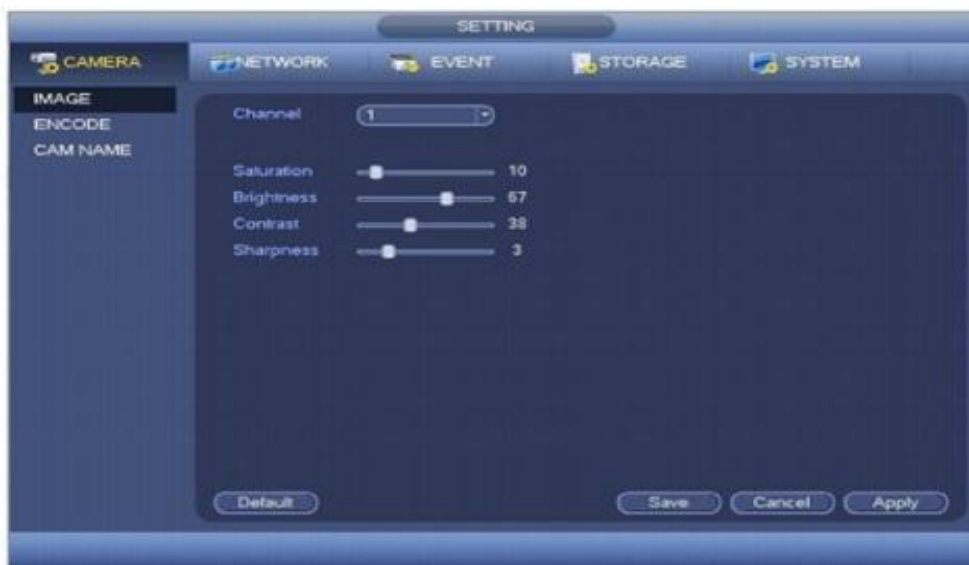 SETTING
CAMERA NETWORK EVENT STORAGE SYSTEM
IMAGE
ENCODE
CAM NAME
Channel 1
Saturation 10
Brightness 67
Contrast 38
Sharpness 3
Default Save Cancel Apply